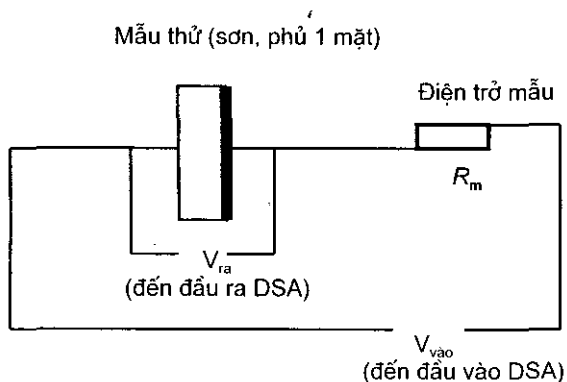 Mẫu thử (sơn, phủ 1 mặt)
Điện trở mẫu
Rm
Vra
(đến đầu ra DSA)
Vvào
(đến đầu vào DSA)